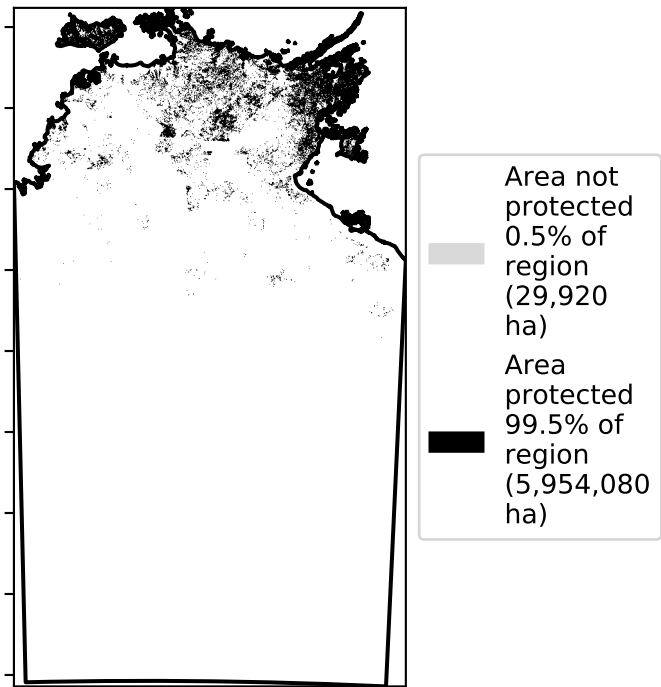 Area not
protected
0.5% of
region
(29,920
ha)
Area
protected
99.5% of
region
(5,954,080
ha)